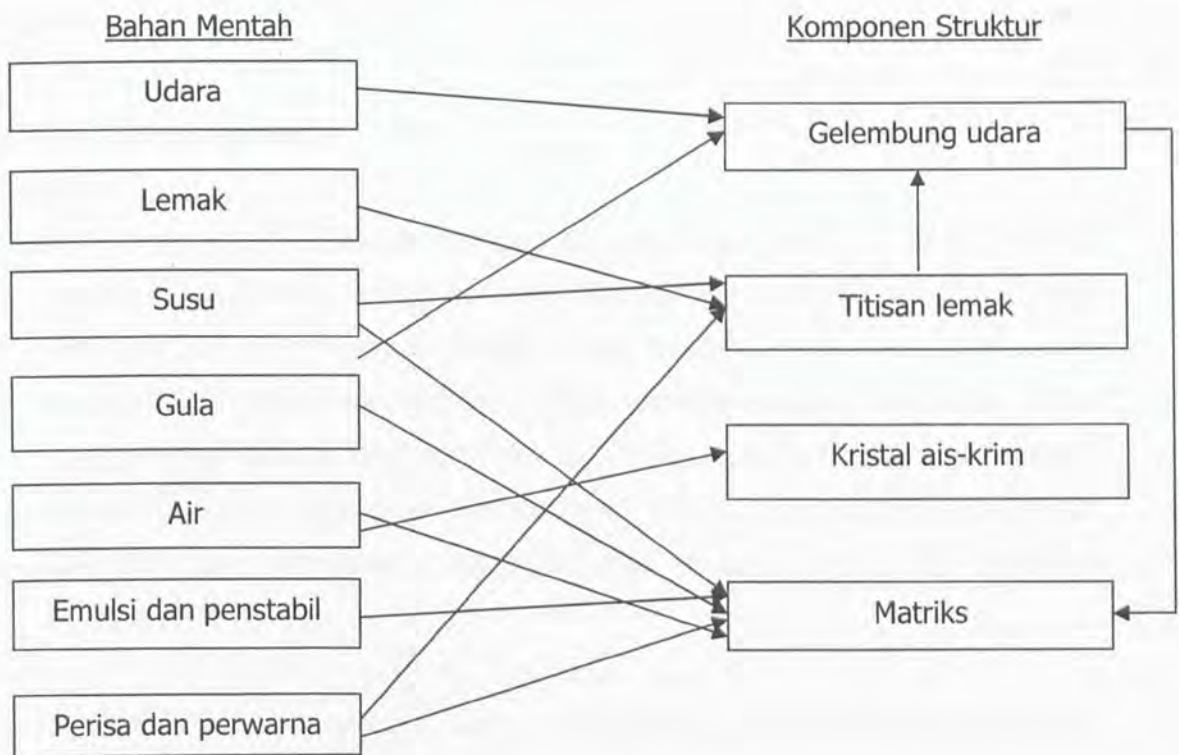 Bahan Mentah
Udara
Lemak
Susu
Gula
Air
Emulsi dan penstabil
Perisa dan perwarna
Komponen Struktur
Gelembung udara
Titisan lemak
Kristal ais-krim
Matriks